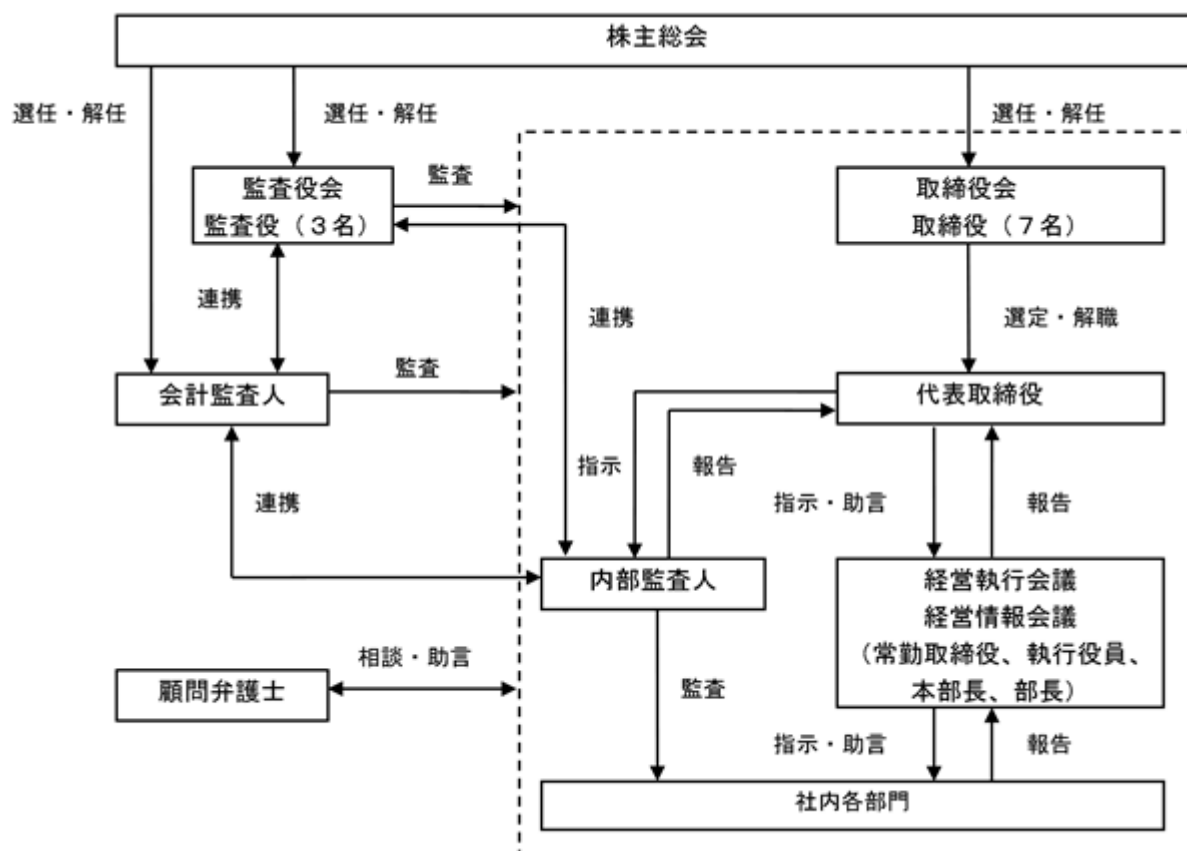 株主総会
選任・解任
選任・解任
選任・解任
監査役会
監査役（３名）
監査
取締役会
取締役（７名）
連携
連携
選定・解職
会計監査人
監査
代表取締役
指示
報告
指示・助言
報告
連携
内部監査人
経営執行会議
経営情報会議
（常勤取締役、執行役員、
本部長、部長）
相談・助言
顧問弁護士
監査
指示・助言
報告
社内各部門